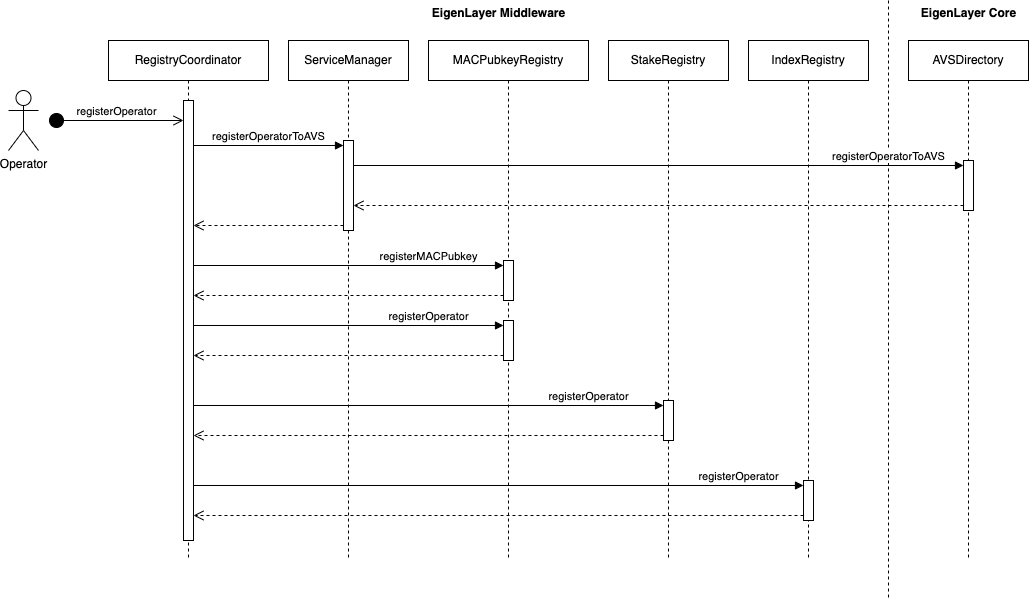 EigenLayer Middleware
EigenLayer Core
RegistryCoordinator
ServiceManager
MACPubkeyRegistry
StakeRegistry
IndexRegistry
AVSDirectory
registerOperator
Operator
registerOperatorToAVS
registerOperatorToAVS
registerMACPubkey
registerOperator
registerOperator
registerOperator